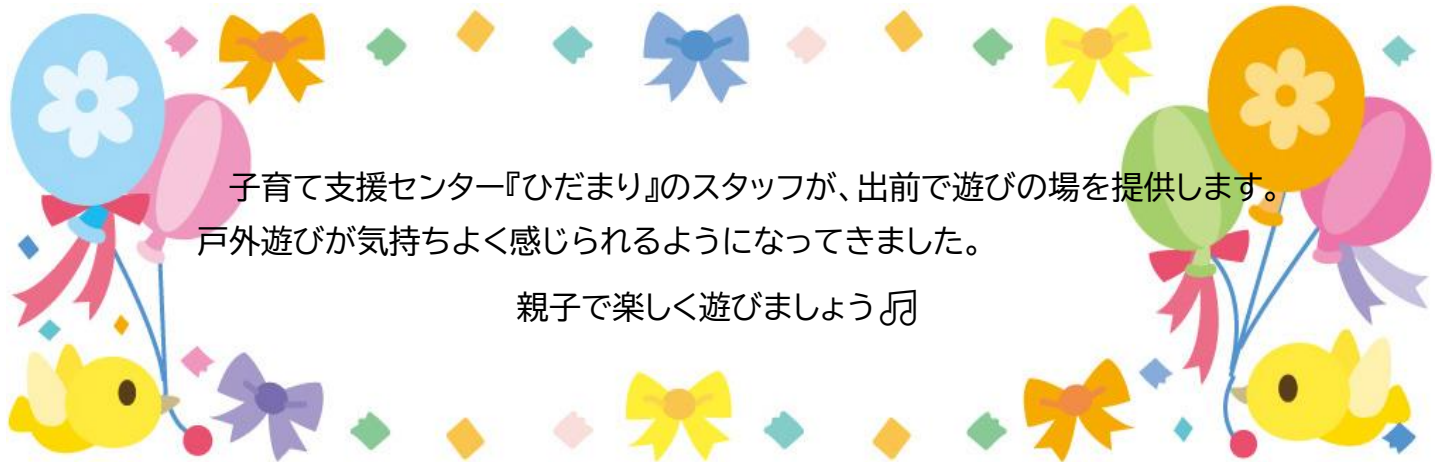 子育て支援センター『ひだまり』のスタッフが、出前で遊びの場を提供します。
戸外遊びが気持ちよく感じられるようになってきました。
親子で楽しく遊びましょう♫